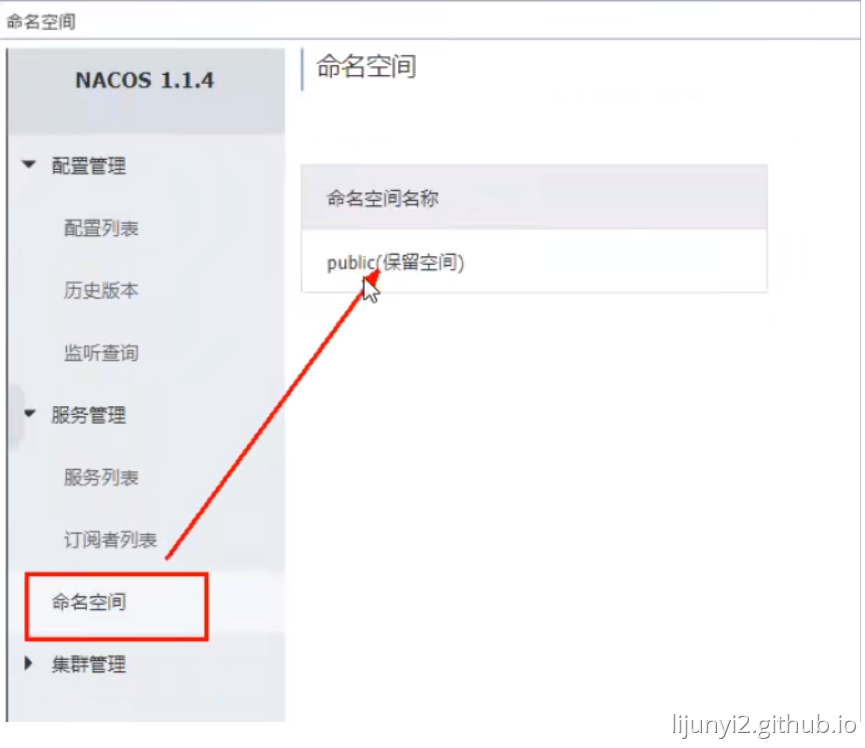 命名空间
NACOS 1.1.4
配置管理
配置列表
历史版本
监听查询
服务管理
服务列表
订阅者列表
命名空间
集群管理
命名空间
命名空间名称
public(保留空间)
lijunyi2.github.io